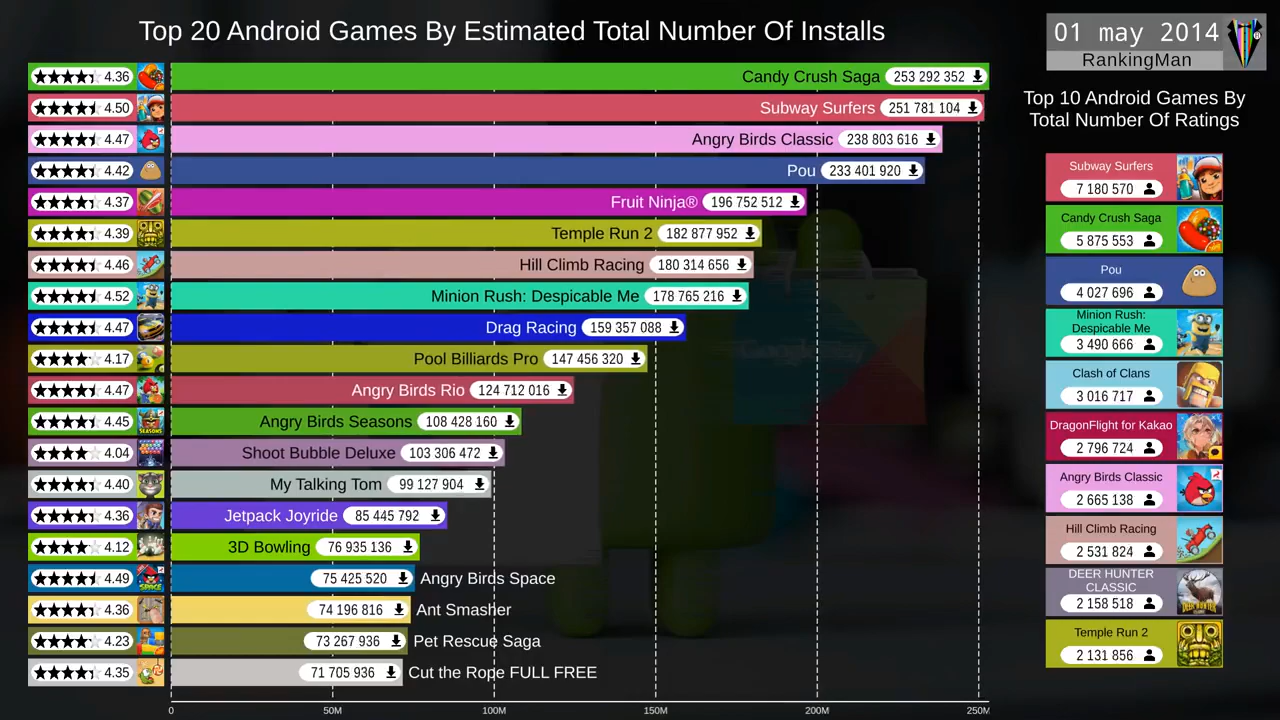 Top 20 Android Games By Estimated Total Number Of Installs
01 may 2014
RankingMan
4.36 Candy Crush Saga 253 292 352
4.50 Subway Surfers 251 781 104
4.47 Angry Birds Classic 238 803 616
4.42 Pou 233 401 920
4.37 Fruit Ninja® 196 752 512
4.39 Temple Run 2 182 877 952
4.46 Hill Climb Racing 180 314 656
4.52 Minion Rush: Despicable Me 178 765 216
4.47 Drag Racing 159 357 088
4.17 Pool Billiards Pro 147 456 320
4.47 Angry Birds Rio 124 712 016
4.45 Angry Birds Seasons 108 428 160
4.04 Shoot Bubble Deluxe 103 306 472
4.40 My Talking Tom 99 127 904
4.36 Jetpack Joyride 85 445 792
4.12 3D Bowling 76 935 136
4.49 75 425 520 Angry Birds Space
4.36 74 196 816 Ant Smasher
4.23 73 267 936 Pet Rescue Saga
4.35 71 705 936 Cut the Rope FULL FREE
0 50M 100M 150M 200M 250M
Top 10 Android Games By
Total Number Of Ratings
Subway Surfers
7 180 570
Candy Crush Saga
5 875 553
Pou
4 027 696
Minion Rush:
Despicable Me
3 490 666
Clash of Clans
3 016 717
DragonFlight for Kakao
2 796 724
Angry Birds Classic
2 665 138
Hill Climb Racing
2 531 824
DEER HUNTER
CLASSIC
2 158 518
Temple Run 2
2 131 856